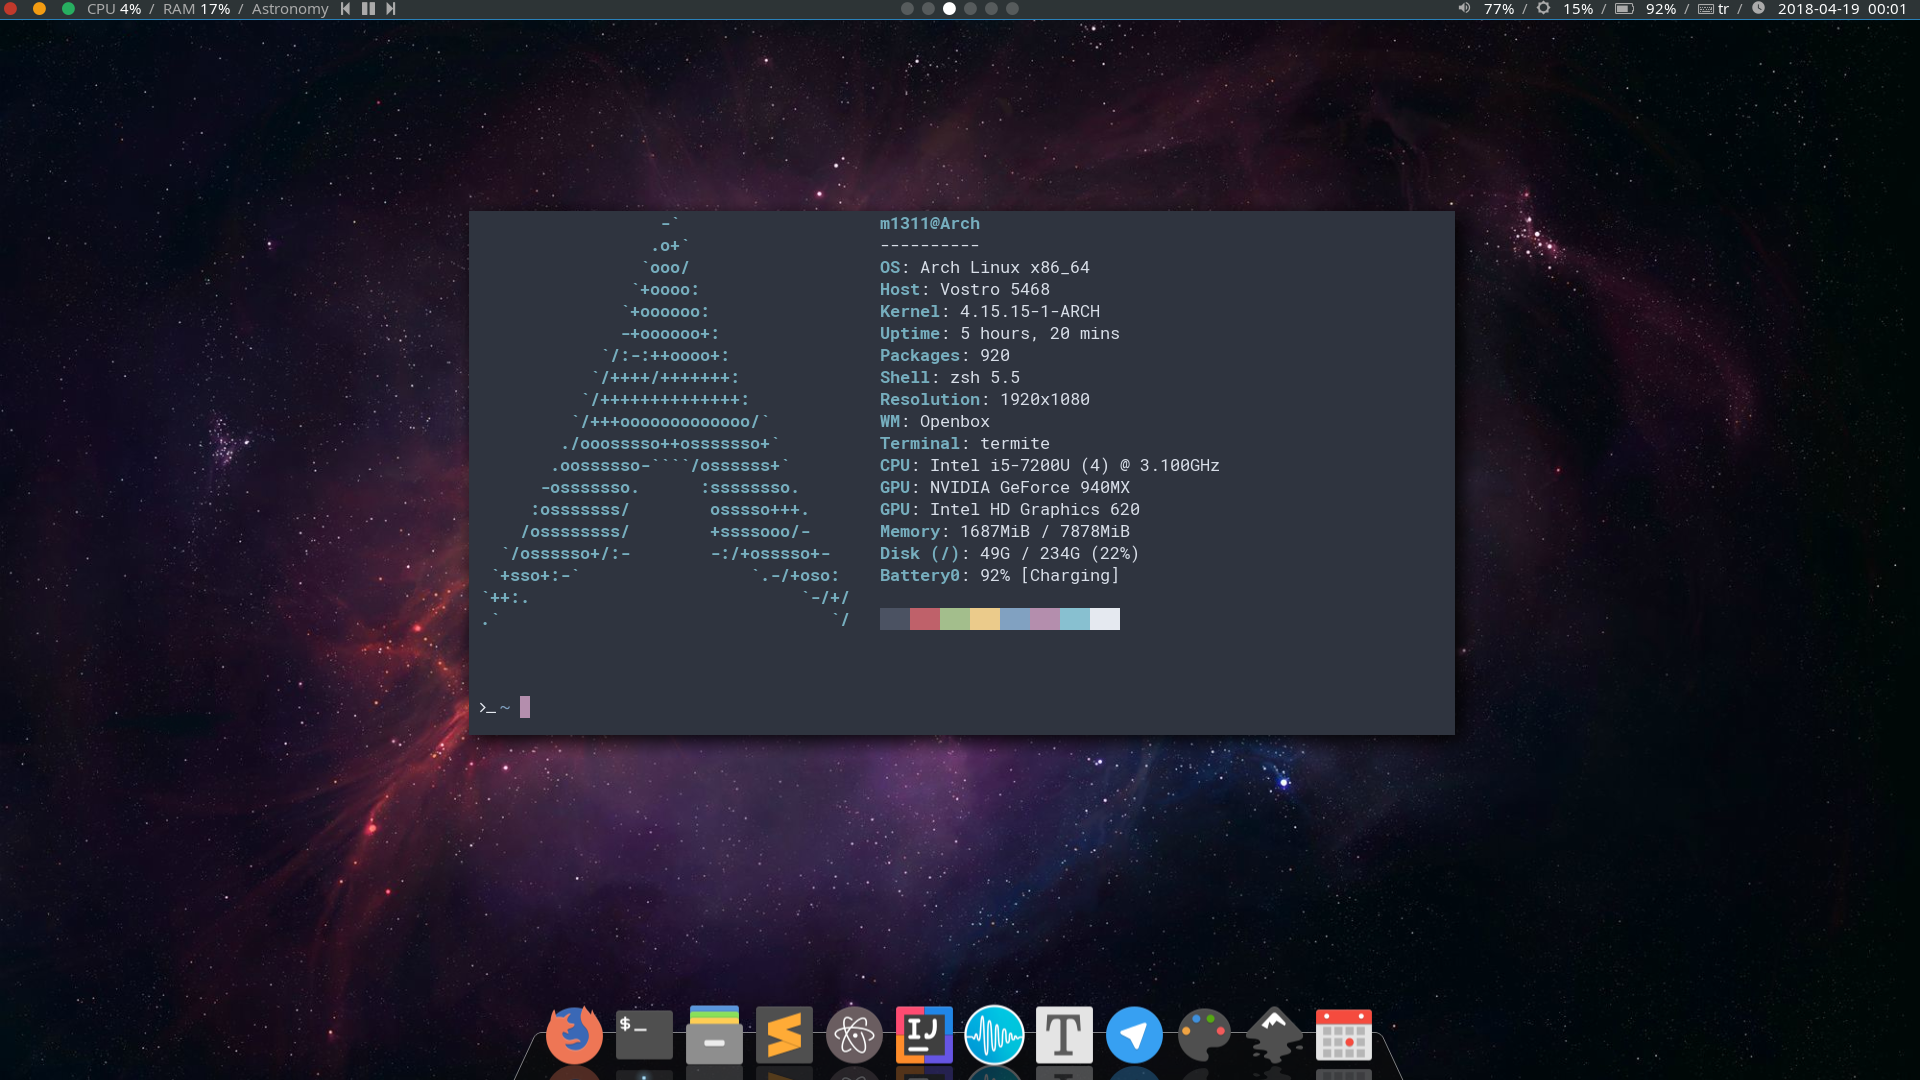 CPU 4% / RAM 17% / Astronomy
77% / 15% / 92% / tr / 2018-04-19 00:01
                  -`
                 .o+`
                `ooo/
               `+oooo:
              `+oooooo:
              -+oooooo+:
            `/:-:++oooo+:
           `/++++/+++++++:
          `/++++++++++++++:
         `/+++ooooooooooooo/`
        ./ooosssso++osssssso+`
       .oossssso-````/ossssss+`
      -osssssso.      :ssssssso.
     :osssssss/        osssso+++.
    /ossssssss/        +ssssooo/-
  `/ossssso+/:-        -:/+osssso+-
 `+sso+:-`                 `.-/+oso:
`++:.                           `-/+/
.`                                 `/
m1311@Arch
----------
OS: Arch Linux x86_64
Host: Vostro 5468
Kernel: 4.15.15-1-ARCH
Uptime: 5 hours, 20 mins
Packages: 920
Shell: zsh 5.5
Resolution: 1920x1080
WM: Openbox
Terminal: termite
CPU: Intel i5-7200U (4) @ 3.100GHz
GPU: NVIDIA GeForce 940MX
GPU: Intel HD Graphics 620
Memory: 1687MiB / 7878MiB
Disk (/): 49G / 234G (22%)
Battery0: 92% [Charging]
>_ ~
$_
IJ
T